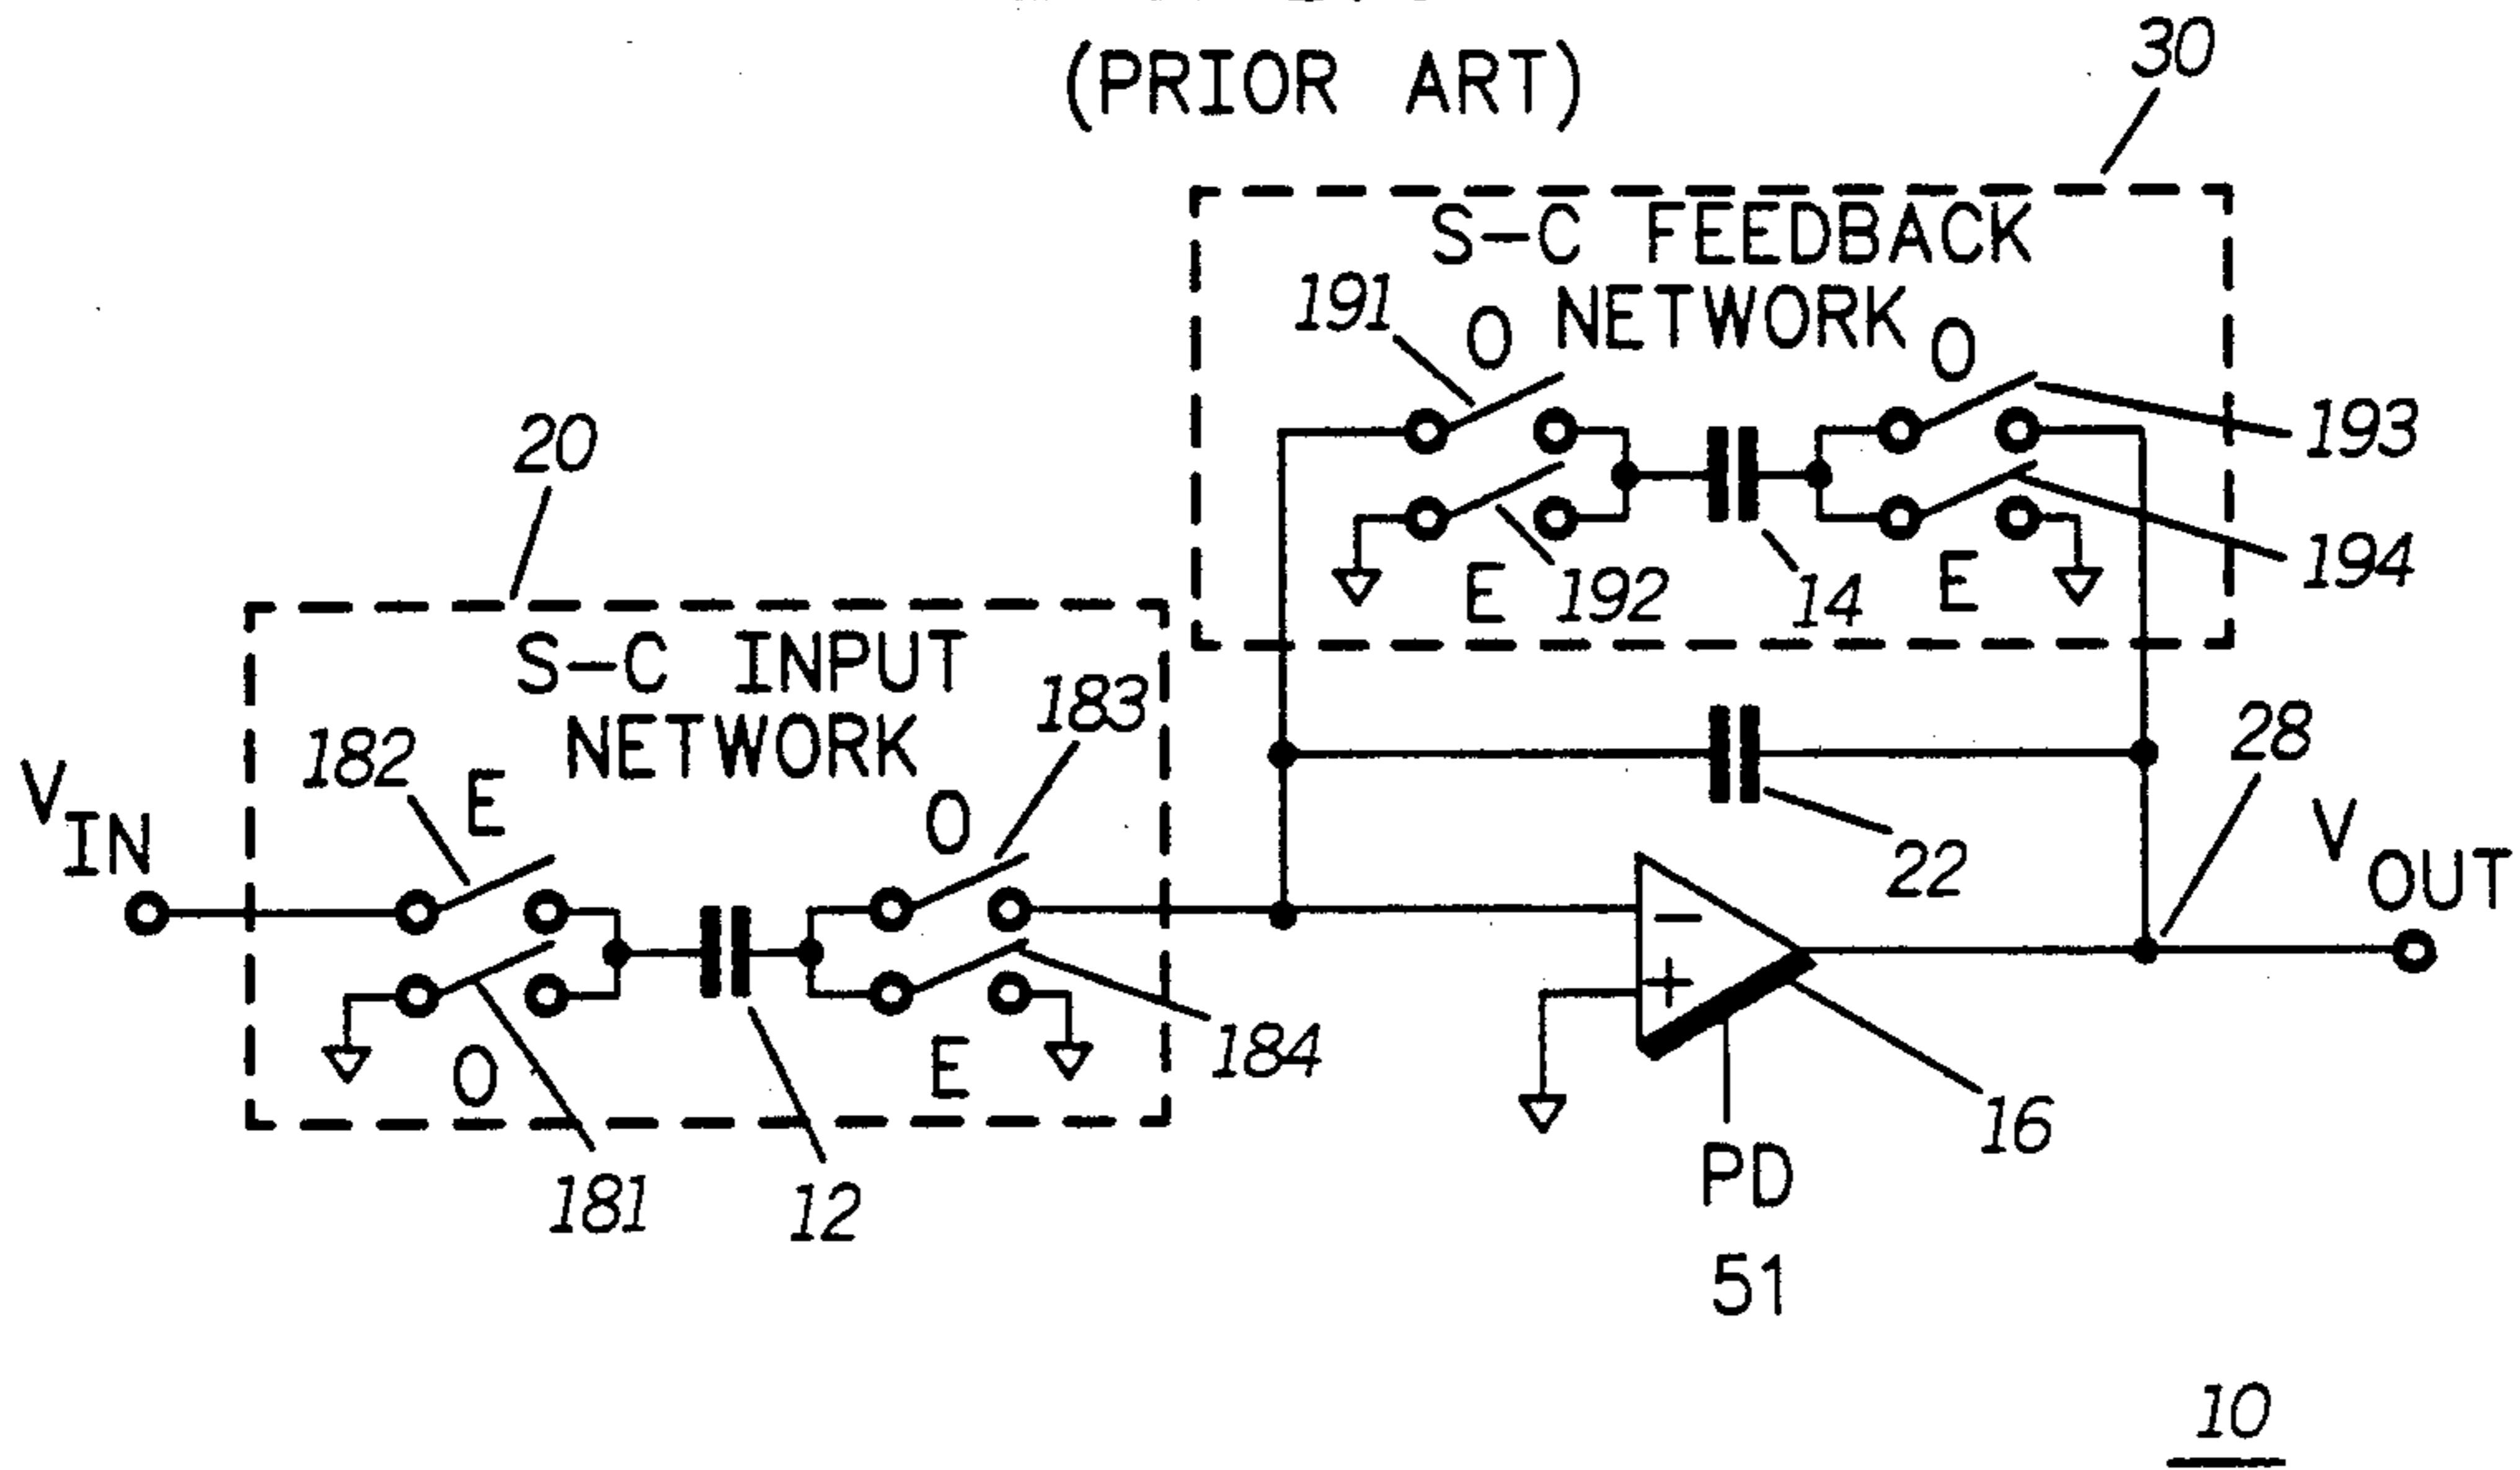 (PRIOR ART)
30
S-C FEEDBACK
NETWORK
191
O
O
193
194
E
192
14
E
20
S-C INPUT
NETWORK
182
E
183
O
V IN
O
181
12
E
184
22
28
V OUT
-
+
16
PD
51
10